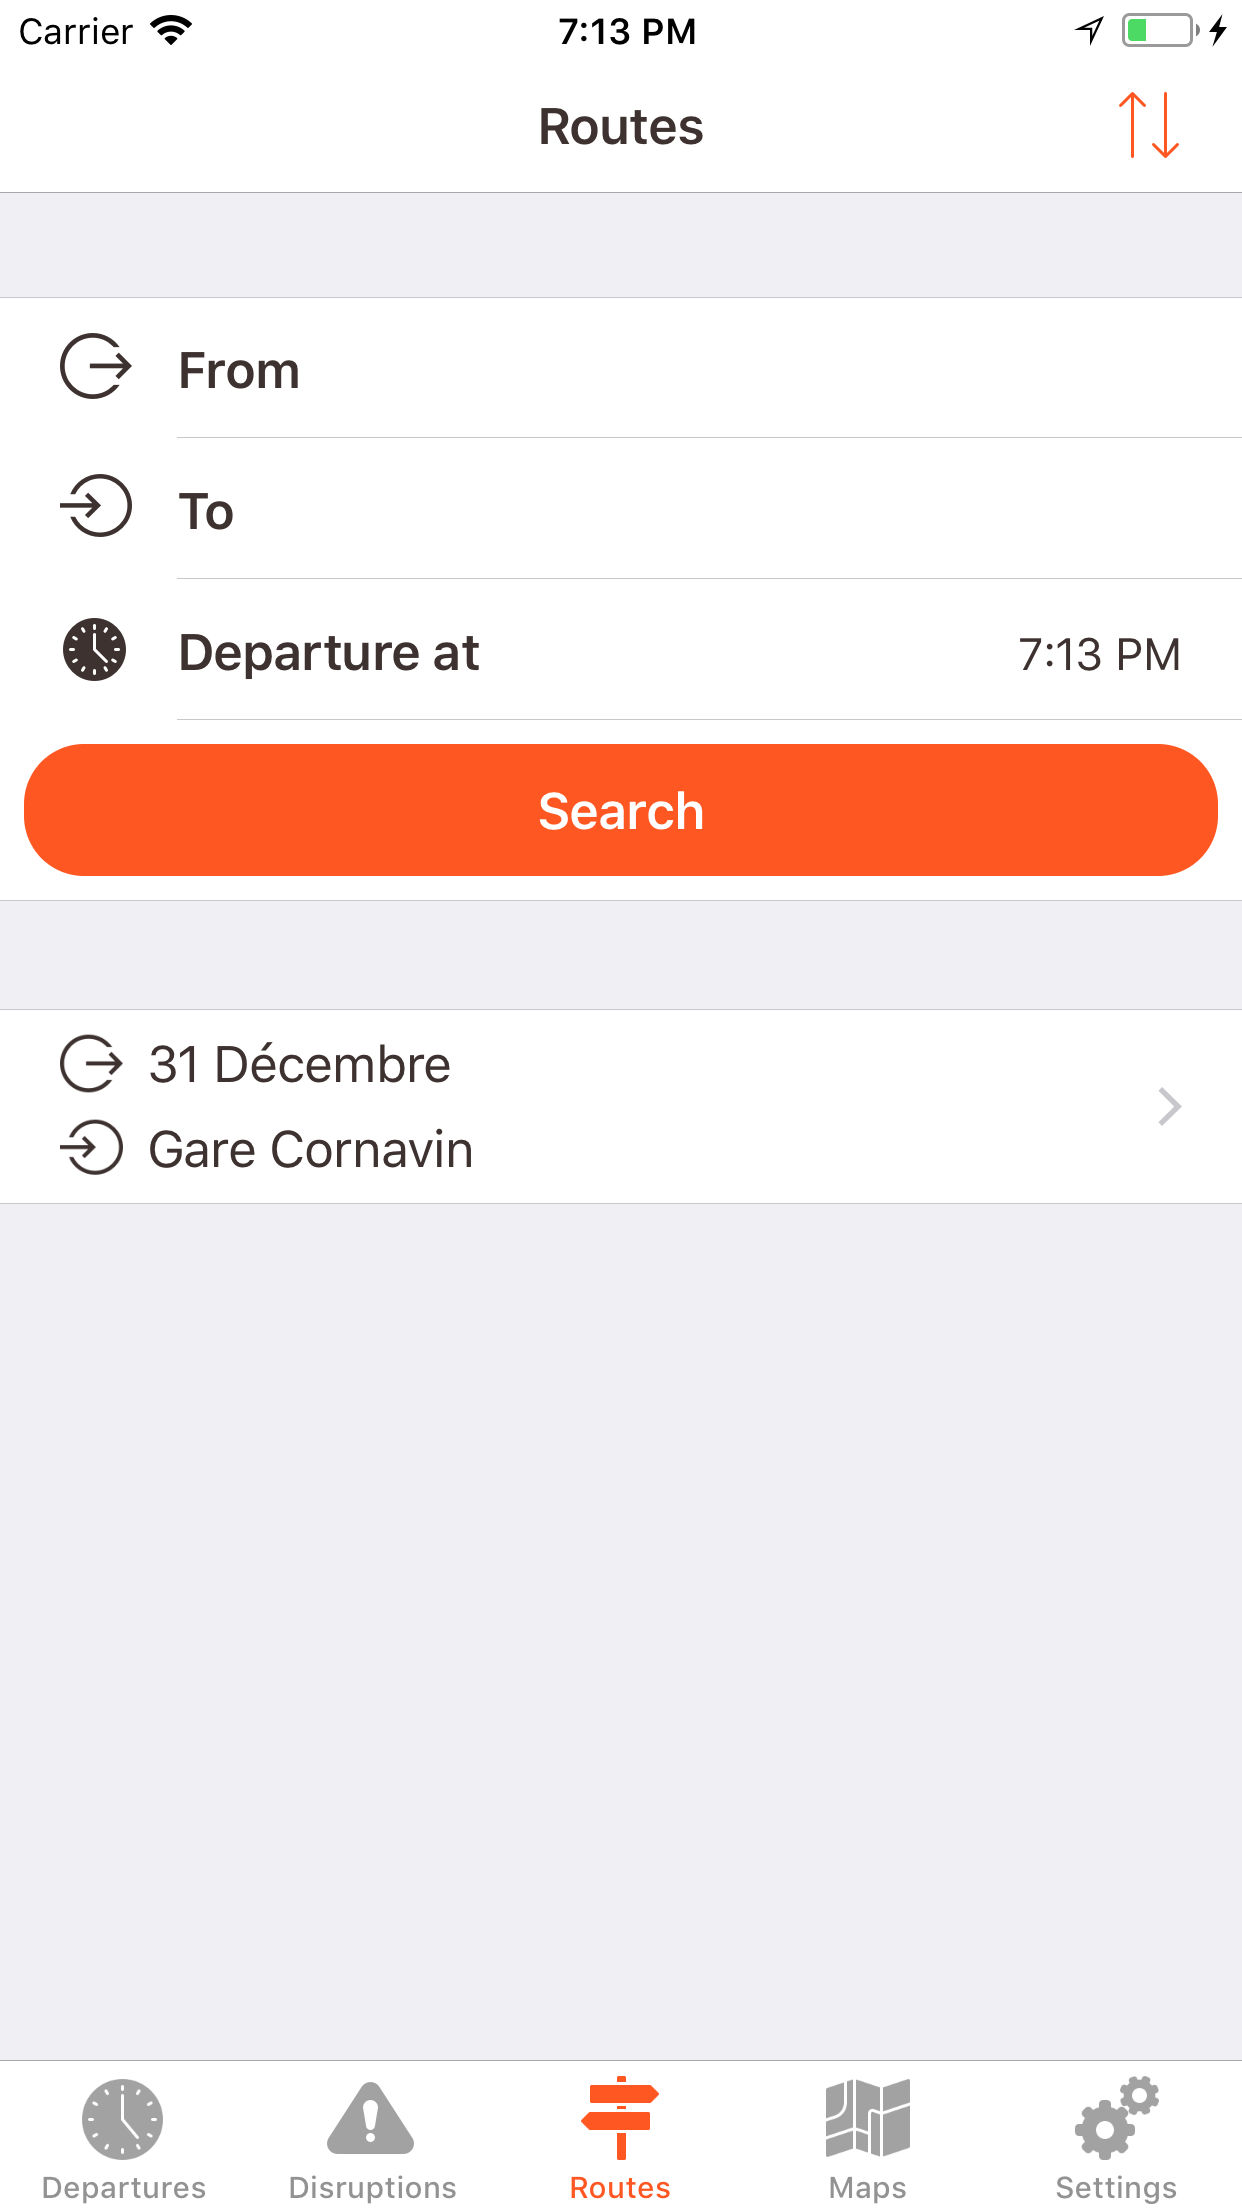 Carrier 7:13 PM
Routes
From
To
Departure at 7:13 PM
Search
31 Décembre
Gare Cornavin
Departures Disruptions Routes Maps Settings